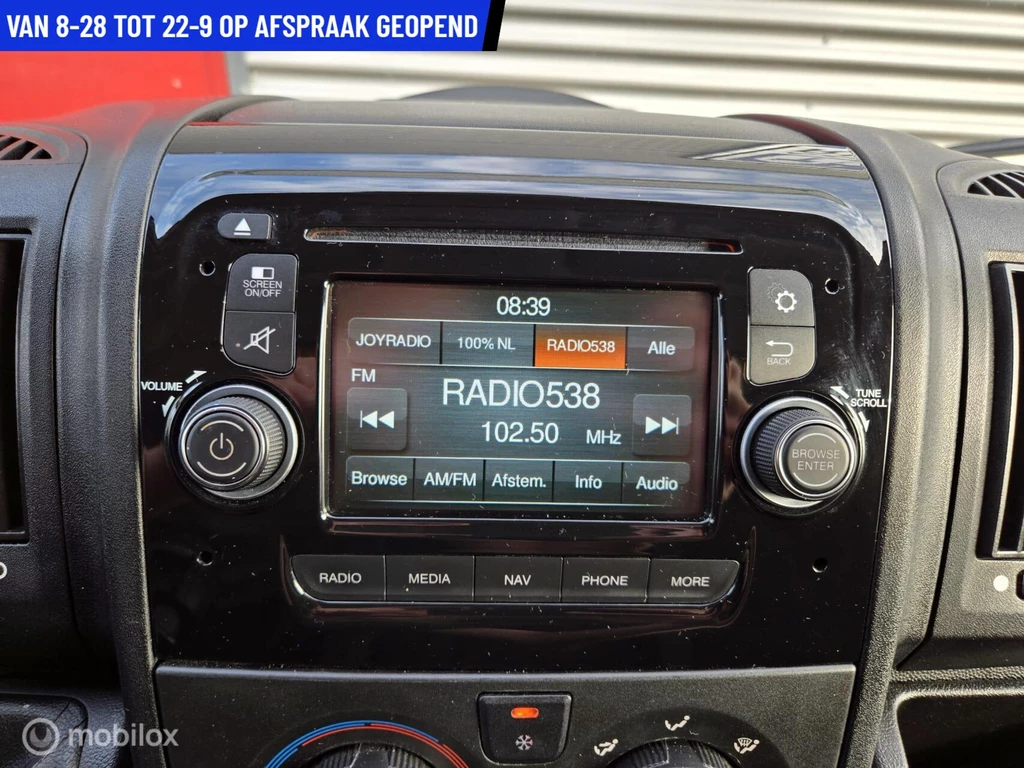 VAN 8-28 TOT 22-9 OP AFSPRAAK GEOPEND
SCREEN
ON/OFF
VOLUME
08:39
JOYRADIO 100% NL RADIO538 Alle
FM
RADIO538
102.50 MHz
Browse AM/FM Afstem. Info Audio
BACK
TUNE
SCROLL
BROWSE
ENTER
RADIO MEDIA NAV PHONE MORE
mobilox